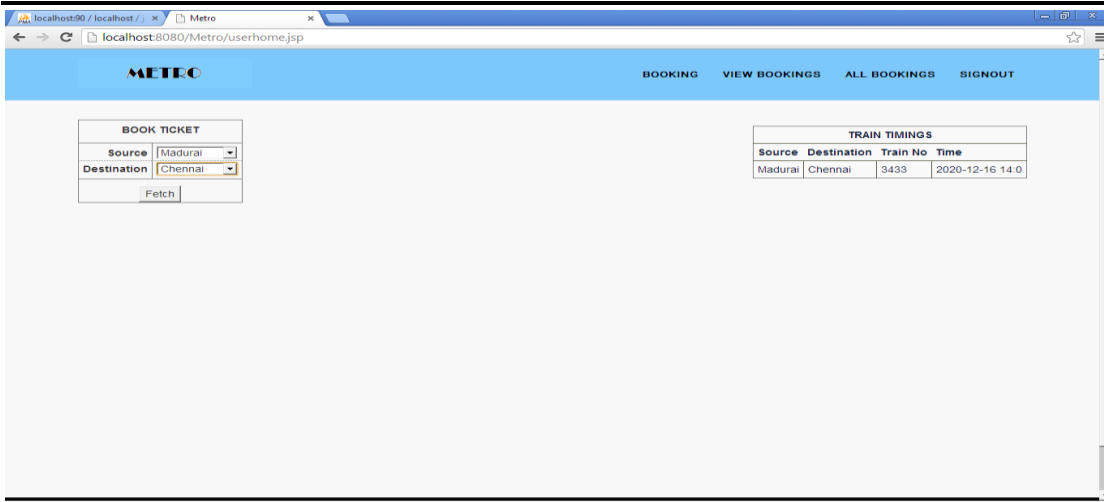 localhost:90 / localhost / j
Metro
localhost:8080/Metro/userhome.jsp
METRO
BOOKING VIEW BOOKINGS ALL BOOKINGS SIGNOUT
BOOK TICKET
Source Madurai
Destination Chennai
Fetch
TRAIN TIMINGS
Source Destination Train No Time
Madurai Chennai 3433 2020-12-16 14:0